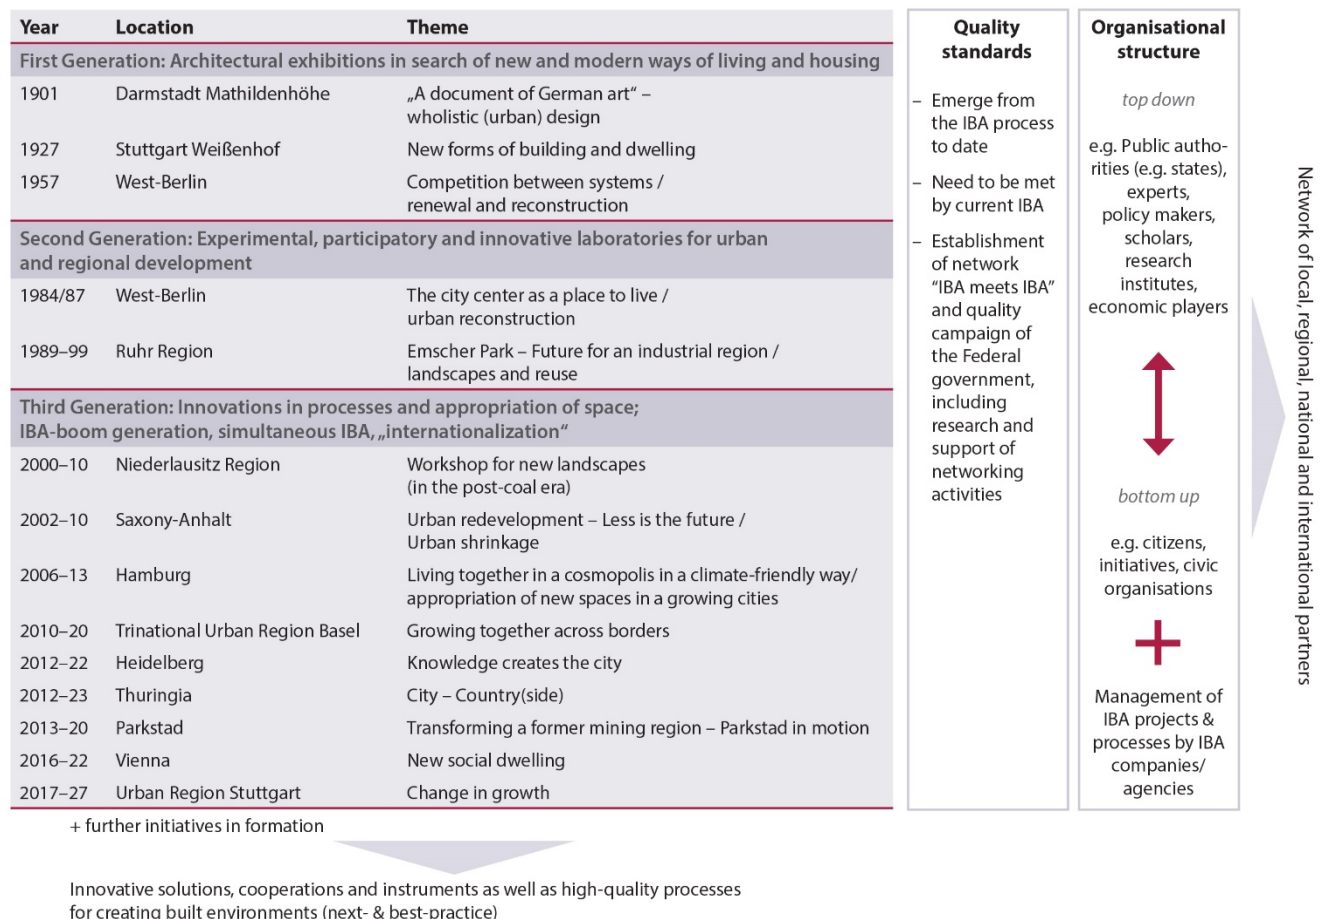 Year Location Theme
First Generation: Architectural exhibitions in search of new and modern ways of living and housing
1901 Darmstadt Mathildenhöhe „A document of German art“ –
wholistic (urban) design
1927 Stuttgart Weißenhof New forms of building and dwelling
1957 West-Berlin Competition between systems /
renewal and reconstruction
Second Generation: Experimental, participatory and innovative laboratories for urban
and regional development
1984/87 West-Berlin The city center as a place to live /
urban reconstruction
1989–99 Ruhr Region Emscher Park – Future for an industrial region /
landscapes and reuse
Third Generation: Innovations in processes and appropriation of space;
IBA-boom generation, simultaneous IBA, „internationalization“
2000–10 Niederlausitz Region Workshop for new landscapes
(in the post-coal era)
2002–10 Saxony-Anhalt Urban redevelopment – Less is the future /
Urban shrinkage
2006–13 Hamburg Living together in a cosmopolis in a climate-friendly way/
appropriation of new spaces in a growing cities
2010–20 Trinational Urban Region Basel Growing together across borders
2012–22 Heidelberg Knowledge creates the city
2012–23 Thuringia City – Country(side)
2013–20 Parkstad Transforming a former mining region – Parkstad in motion
2016–22 Vienna New social dwelling
2017–27 Urban Region Stuttgart Change in growth
+ further initiatives in formation
Innovative solutions, cooperations and instruments as well as high-quality processes
for creating built environments (next- & best-practice)
Quality
standards
– Emerge from
the IBA process
to date
– Need to be met
by current IBA
– Establishment
of network
“IBA meets IBA”
and quality
campaign of
the Federal
government,
including
research and
support of
networking
activities
Organisational
structure
top down
e.g. Public autho-
rities (e.g. states),
experts,
policy makers,
scholars,
research
institutes,
economic players
bottom up
e.g. citizens,
initiatives, civic
organisations
Management of
IBA projects &
processes by IBA
companies/
agencies
Network of local, regional, national and international partners